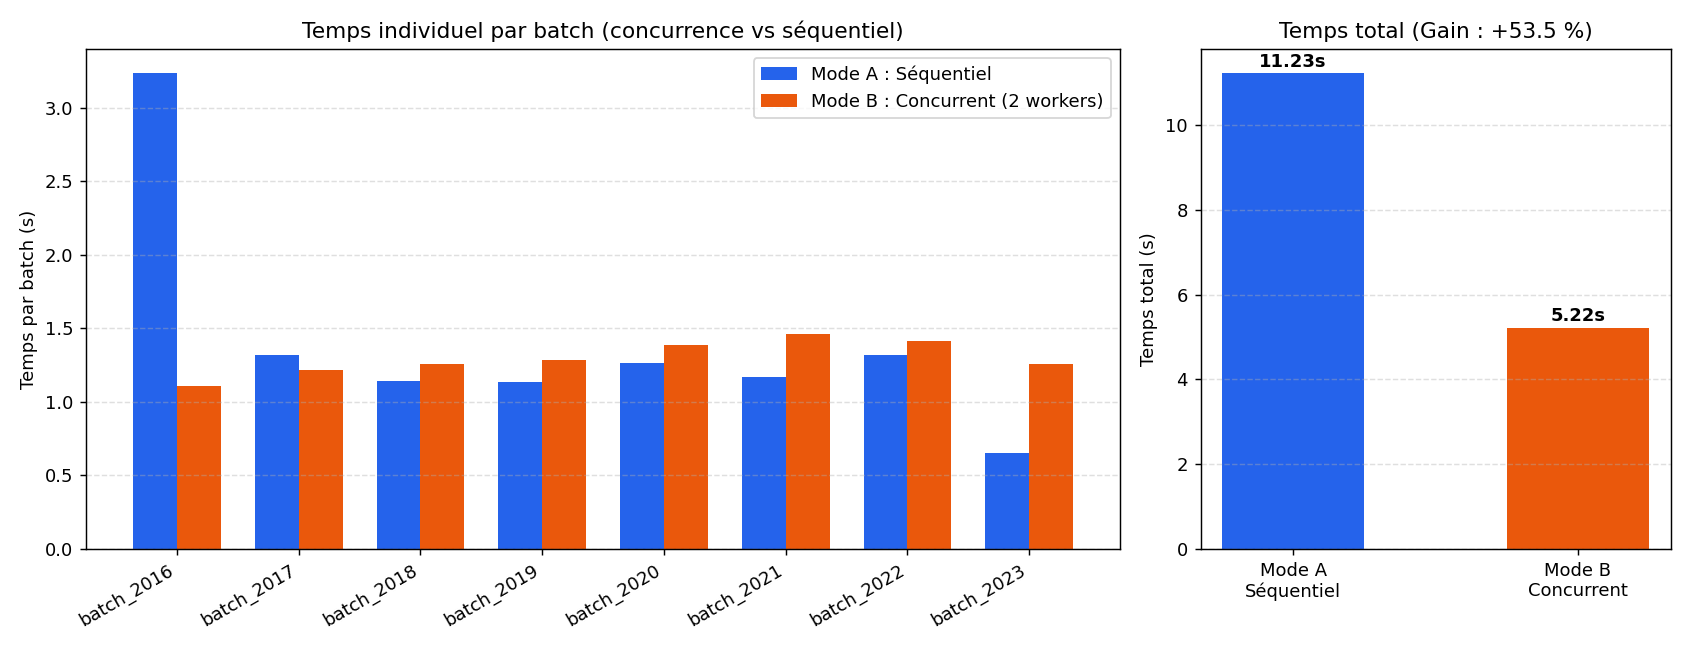 Temps individuel par batch (concurrence vs séquentiel)
Temps par batch (s)
3.0
2.5
2.0
1.5
1.0
0.5
0.0
Mode A : Séquentiel
Mode B : Concurrent (2 workers)
batch_2016
batch_2017
batch_2018
batch_2019
batch_2020
batch_2021
batch_2022
batch_2023
Temps total (Gain : +53.5 %)
Temps total (s)
10
8
6
4
2
0
11.23s
5.22s
Mode A
Séquentiel
Mode B
Concurrent